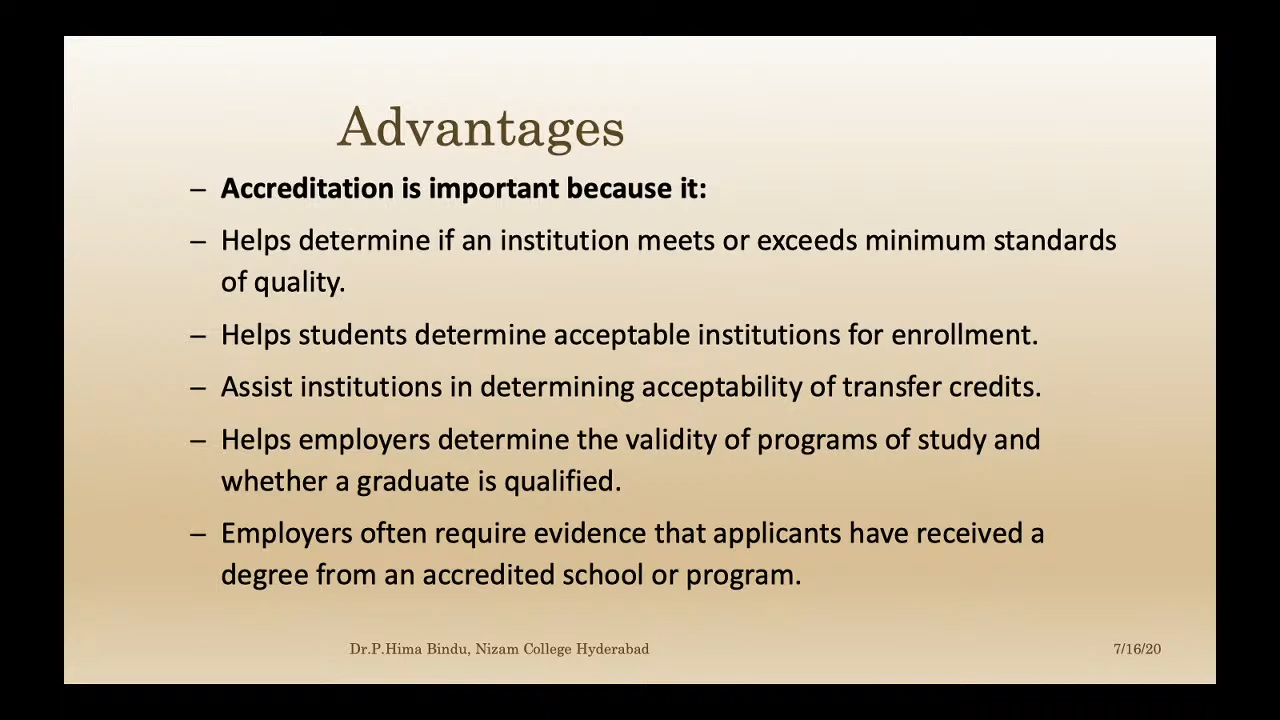 Advantages
– Accreditation is important because it:
– Helps determine if an institution meets or exceeds minimum standards
of quality.
– Helps students determine acceptable institutions for enrollment.
– Assist institutions in determining acceptability of transfer credits.
– Helps employers determine the validity of programs of study and
whether a graduate is qualified.
– Employers often require evidence that applicants have received a
degree from an accredited school or program.
Dr.P.Hima Bindu, Nizam College Hyderabad
7/16/20